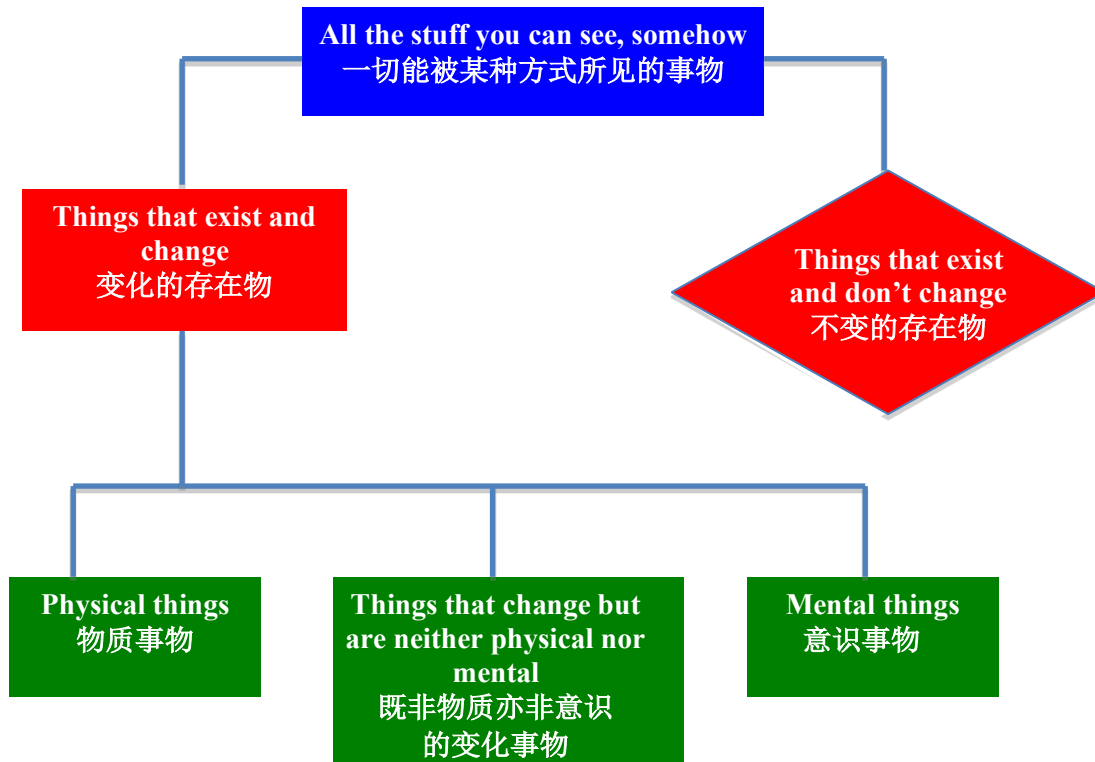 All the stuff you can see, somehow
一切能被某种方式所见的事物
Things that exist and
change
变化的存在物
Things that exist
and don’t change
不变的存在物
Physical things
物质事物
Things that change but
are neither physical nor
mental
既非物质亦非意识
的变化事物
Mental things
意识事物